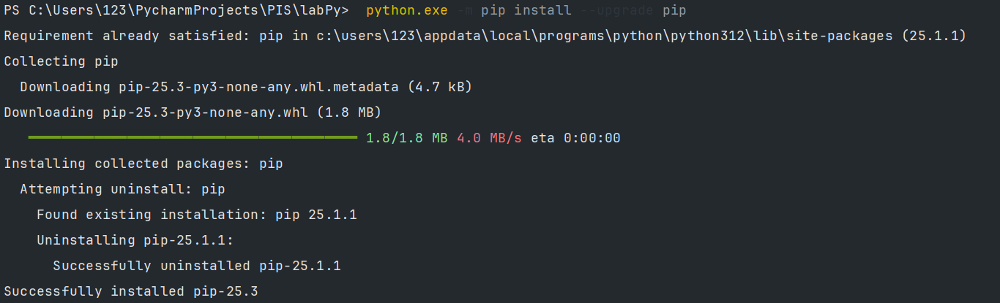 PS C:\Users\123\PycharmProjects\PIS\labPy>  python.exe -m pip install --upgrade pip
Requirement already satisfied: pip in c:\users\123\appdata\local\programs\python\python312\lib\site-packages (25.1.1)
Collecting pip
  Downloading pip-25.3-py3-none-any.whl.metadata (4.7 kB)
Downloading pip-25.3-py3-none-any.whl (1.8 MB)
1.8/1.8 MB 4.0 MB/s eta 0:00:00
Installing collected packages: pip
  Attempting uninstall: pip
    Found existing installation: pip 25.1.1
    Uninstalling pip-25.1.1:
      Successfully uninstalled pip-25.1.1
Successfully installed pip-25.3